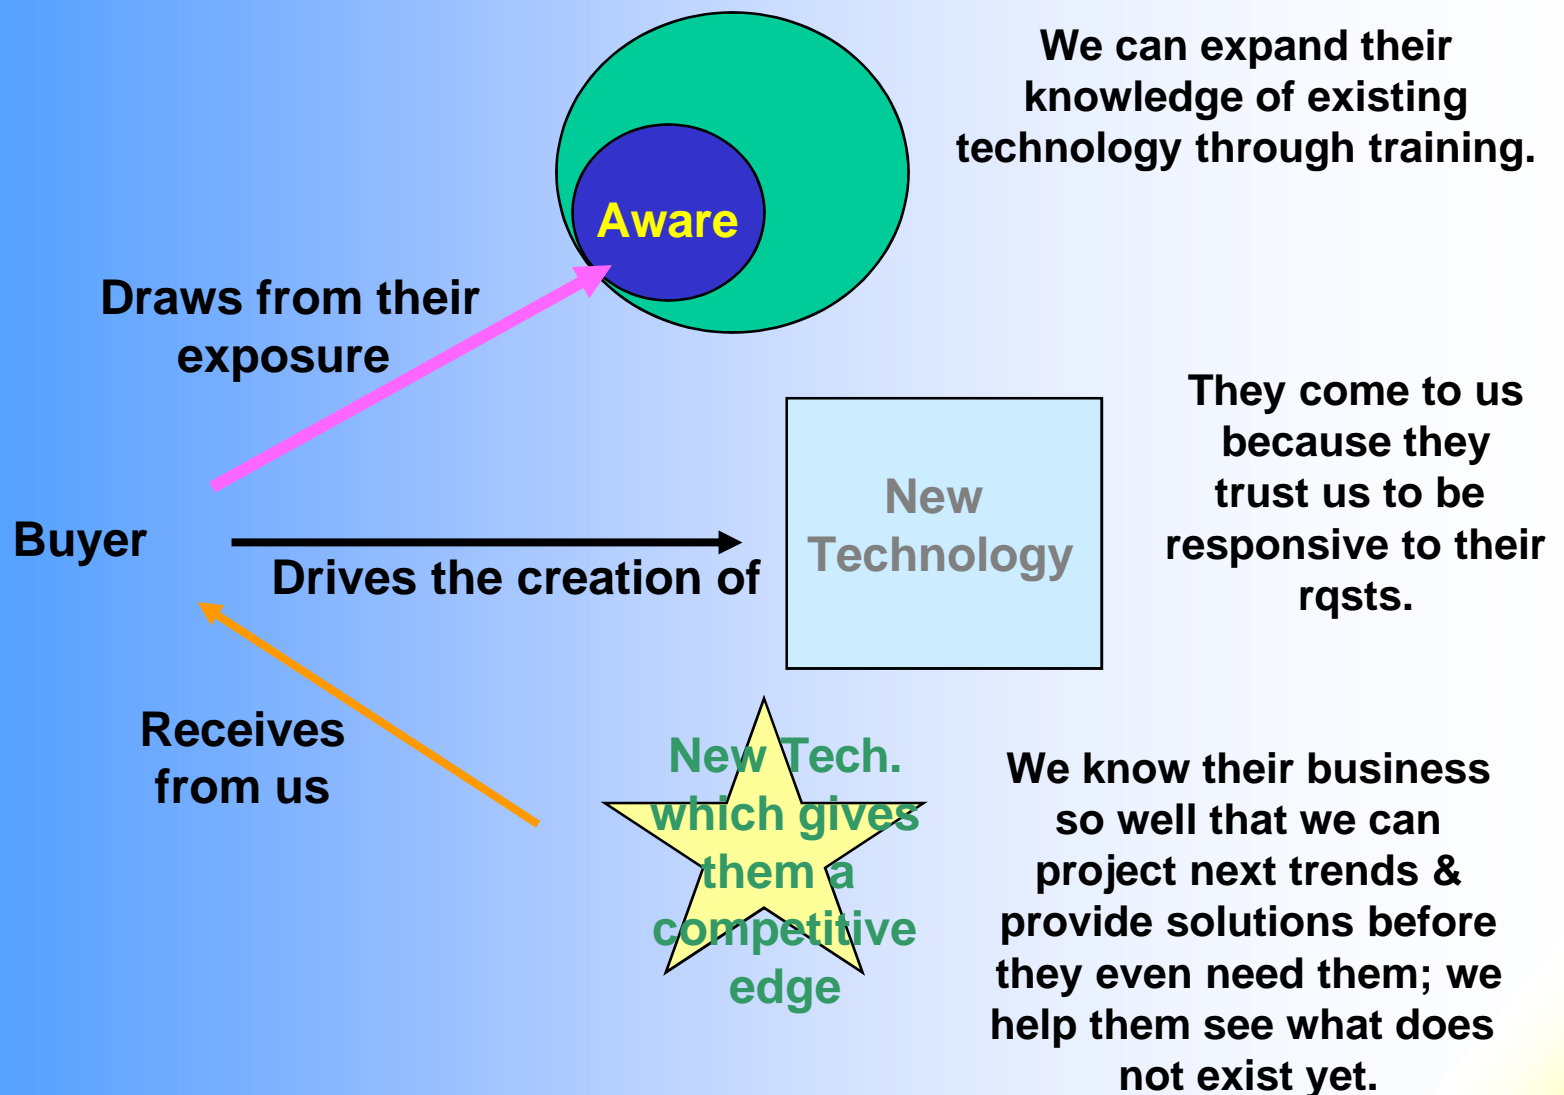 We can expand their
knowledge of existing
technology through training.
Aware
Draws from their
exposure
They come to us
because they
trust us to be
responsive to their
rqsts.
New
Technology
Buyer
Drives the creation of
Receives
from us
New Tech.
which gives
them a
competitive
edge
We know their business
so well that we can
project next trends &
provide solutions before
they even need them; we
help them see what does
not exist yet.